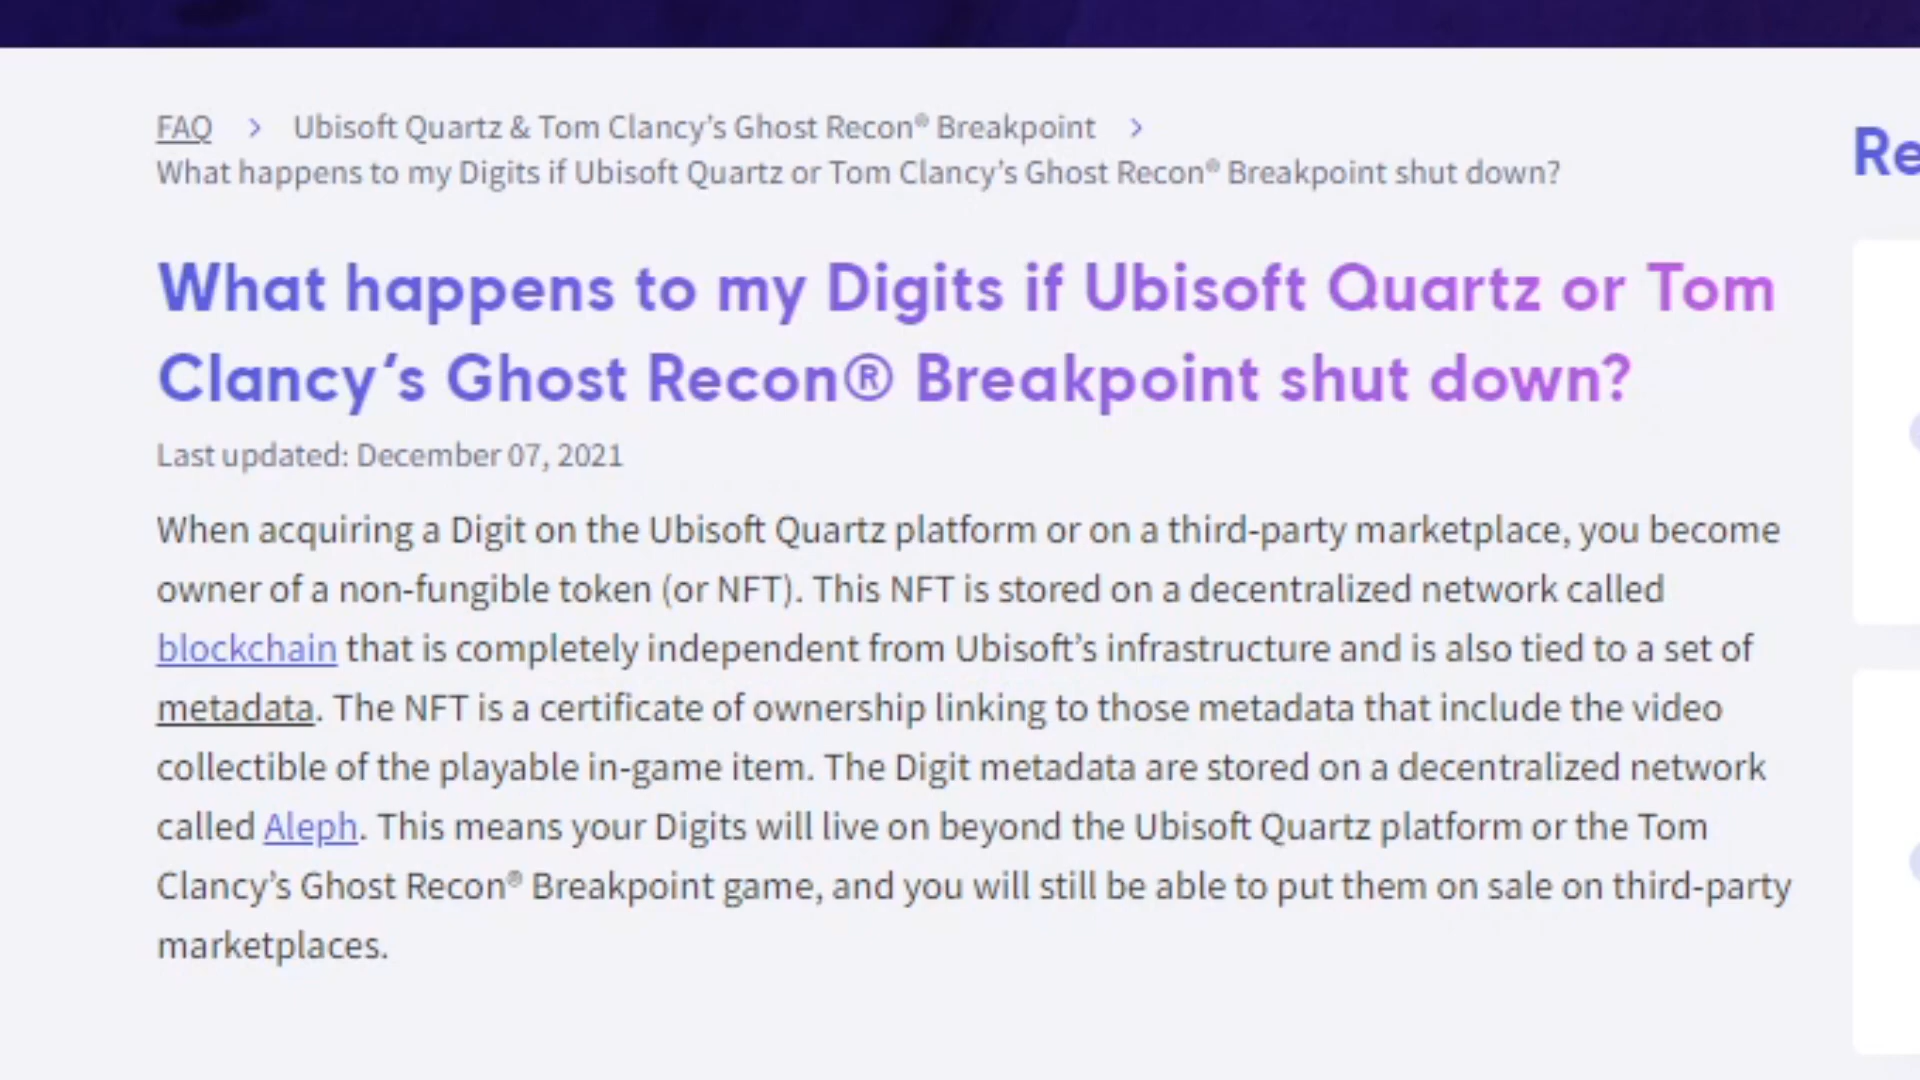 FAQ > Ubisoft Quartz & Tom Clancy’s Ghost Recon® Breakpoint >
What happens to my Digits if Ubisoft Quartz or Tom Clancy’s Ghost Recon® Breakpoint shut down?
Re
What happens to my Digits if Ubisoft Quartz or Tom
Clancy’s Ghost Recon® Breakpoint shut down?
Last updated: December 07, 2021
When acquiring a Digit on the Ubisoft Quartz platform or on a third-party marketplace, you become
owner of a non-fungible token (or NFT). This NFT is stored on a decentralized network called
blockchain that is completely independent from Ubisoft’s infrastructure and is also tied to a set of
metadata. The NFT is a certificate of ownership linking to those metadata that include the video
collectible of the playable in-game item. The Digit metadata are stored on a decentralized network
called Aleph. This means your Digits will live on beyond the Ubisoft Quartz platform or the Tom
Clancy’s Ghost Recon® Breakpoint game, and you will still be able to put them on sale on third-party
marketplaces.